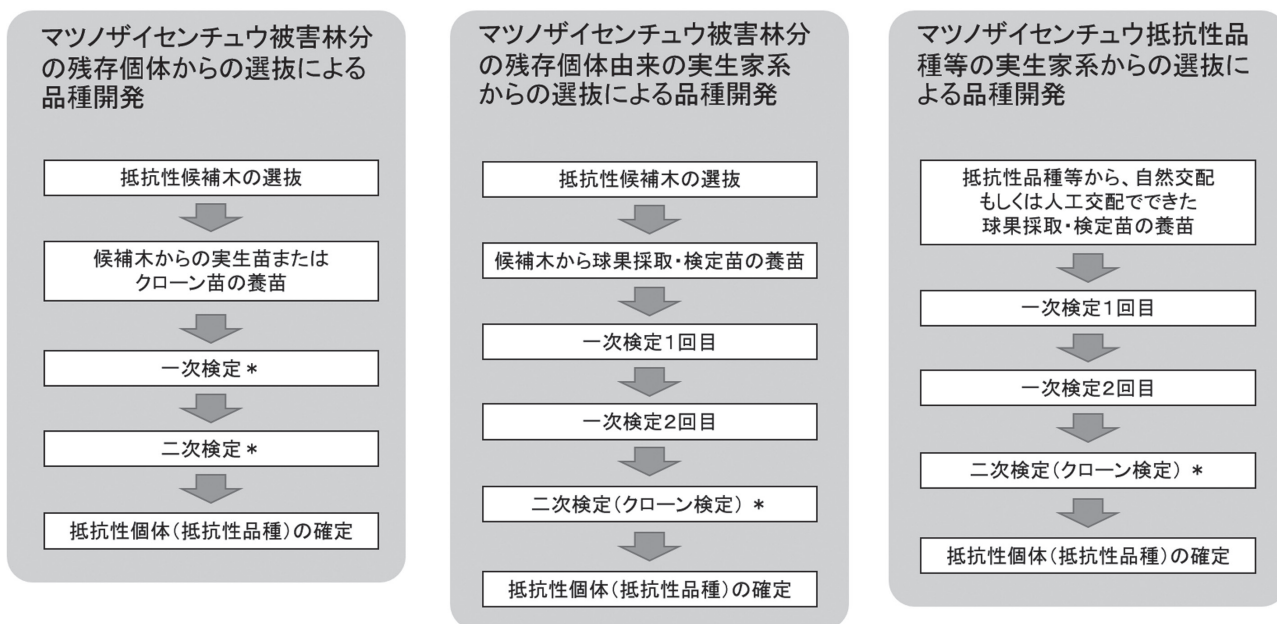 マツノザイセンチュウ被害林分
の残存個体からの選抜による
品種開発
抵抗性候補木の選抜
候補木からの実生苗または
クローン苗の養苗
一次検定*
二次検定*
抵抗性個体(抵抗性品種)の確定
マツノザイセンチュウ被害林分
の残存個体由来の実生家系
からの選抜による品種開発
抵抗性候補木の選抜
候補木から球果採取・検定苗の養苗
一次検定1回目
一次検定2回目
二次検定(クローン検定) *
抵抗性個体(抵抗性品種)の確定
マツノザイセンチュウ抵抗性品
種等の実生家系からの選抜に
よる品種開発
抵抗性品種等から、自然交配
もしくは人工交配でできた
球果採取・検定苗の養苗
一次検定1回目
一次検定2回目
二次検定(クローン検定) *
抵抗性個体(抵抗性品種)の確定